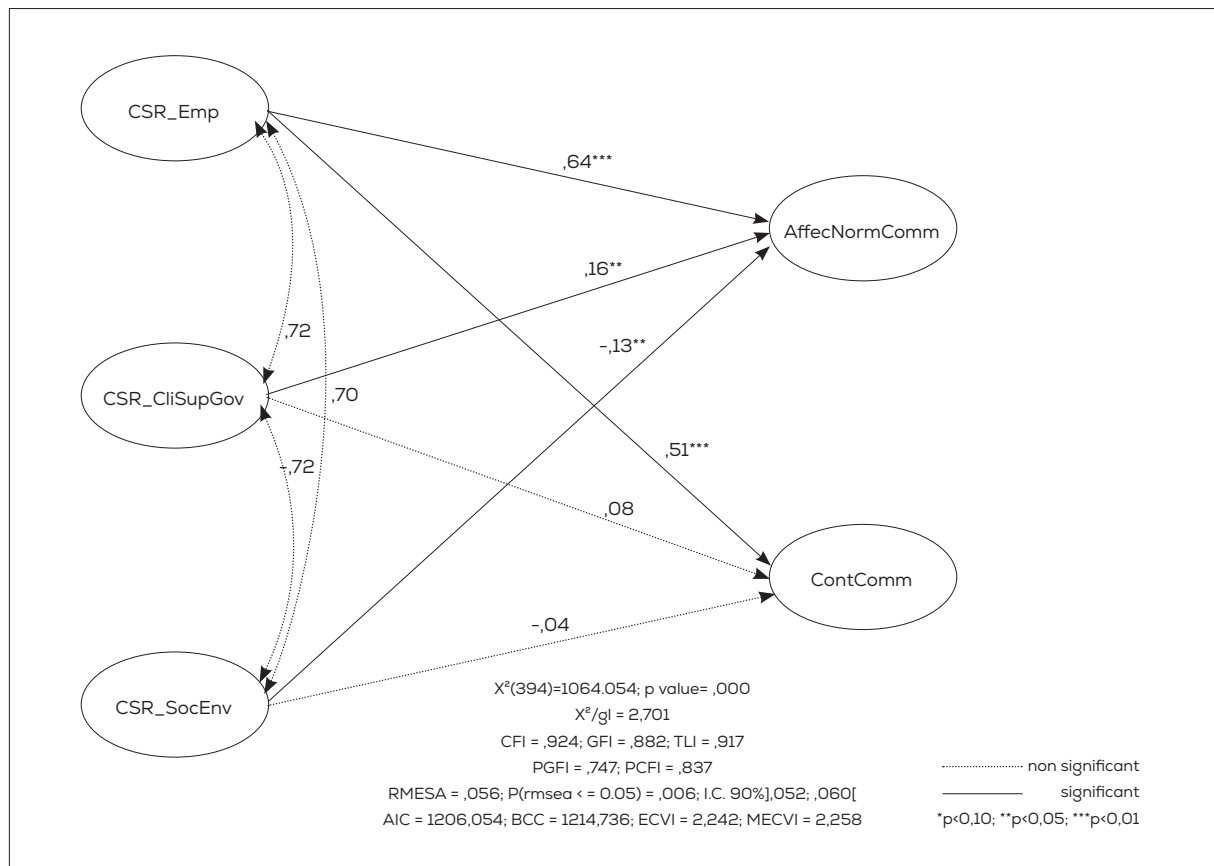 CSR_Emp
,64***
AffecNormComm
,16**
,72
-,13**
CSR_CliSupGov
,70
,51***
-,72
,08
ContComm
-,04
CSR_SocEnv
X²(394)=1064.054; p value= ,000
X²/gl = 2,701
CFI = ,924; GFI = ,882; TLI = ,917
PGFI = ,747; PCFI = ,837
RMESA = ,056; P(rmsea < = 0.05) = ,006; I.C. 90%],052; ,060[
AIC = 1206,054; BCC = 1214,736; ECVI = 2,242; MECVI = 2,258
non significant
significant
*p<0,10; **p<0,05; ***p<0,01